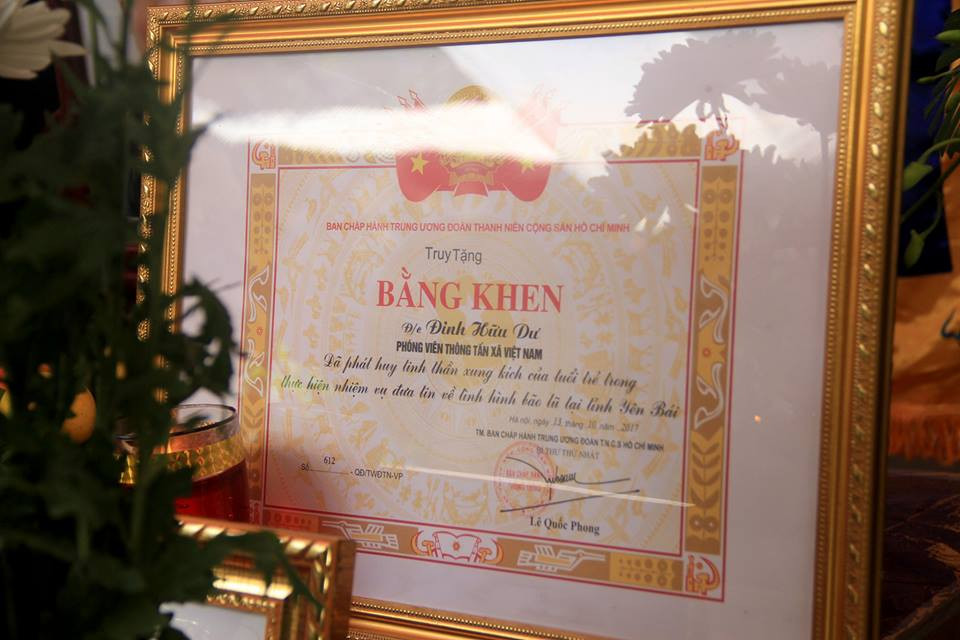 BAN CHẤP HÀNH TRUNG ƯƠNG ĐOÀN THANH NIÊN CỘNG SẢN HỒ CHÍ MINH
Truy Tặng
BẰNG KHEN
Đ/c Đinh Hữu Dư
PHÓNG VIÊN THÔNG TẤN XÃ VIỆT NAM
Đã phát huy tinh thần xung kích của tuổi trẻ trong
thực hiện nhiệm vụ đưa tin về tình hình bão lũ tại tỉnh Yên Bái
Hà nội, ngày 13 tháng 10 năm 2017
TM. BAN CHẤP HÀNH TRUNG ƯƠNG ĐOÀN T.N.C.S HỒ CHÍ MINH
BÍ THƯ THỨ NHẤT
Số 612 - QĐ/TWĐTN-VP
Lê Quốc Phong